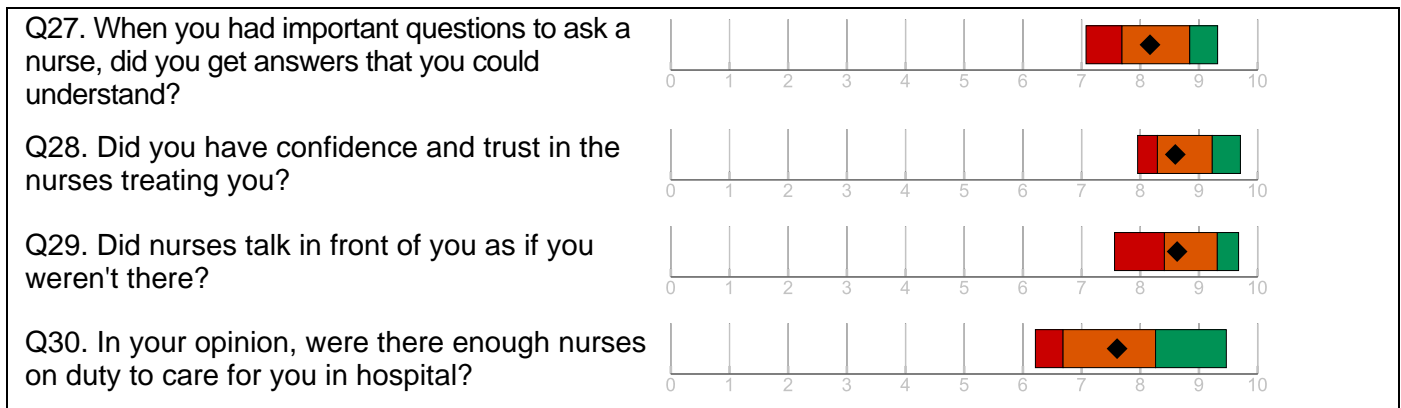 Q27. When you had important questions to ask a
nurse, did you get answers that you could
understand?
0 1 2 3 4 5 6 7 8 9 10
Q28. Did you have confidence and trust in the
nurses treating you?
0 1 2 3 4 5 6 7 8 9 10
Q29. Did nurses talk in front of you as if you
weren't there?
0 1 2 3 4 5 6 7 8 9 10
Q30. In your opinion, were there enough nurses
on duty to care for you in hospital?
0 1 2 3 4 5 6 7 8 9 10